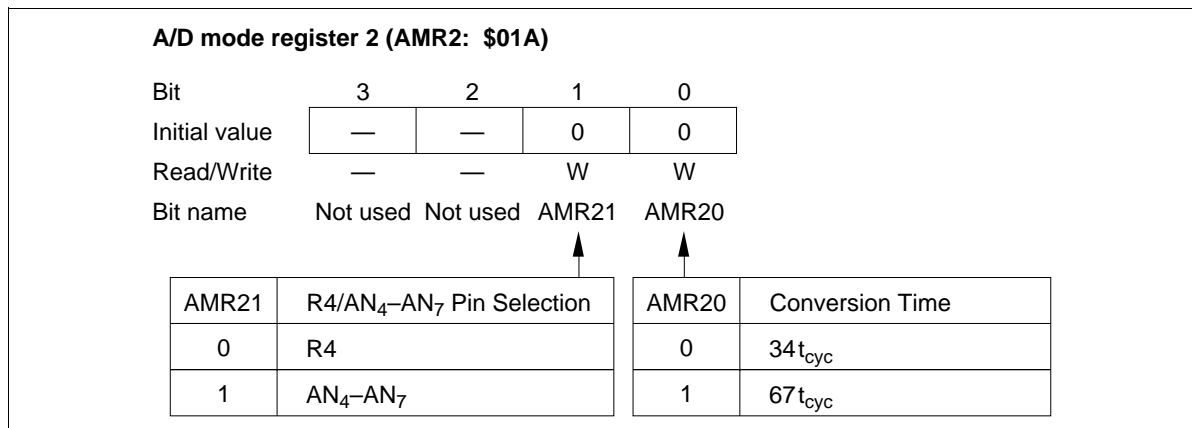 A/D mode register 2 (AMR2: $01A)
Bit 3 2 1 0
Initial value — — 0 0
Read/Write — — W W
Bit name Not used Not used AMR21 AMR20
AMR21 R4/AN4–AN7 Pin Selection AMR20 Conversion Time
0 R4 0 34tcyc
1 AN4–AN7 1 67tcyc